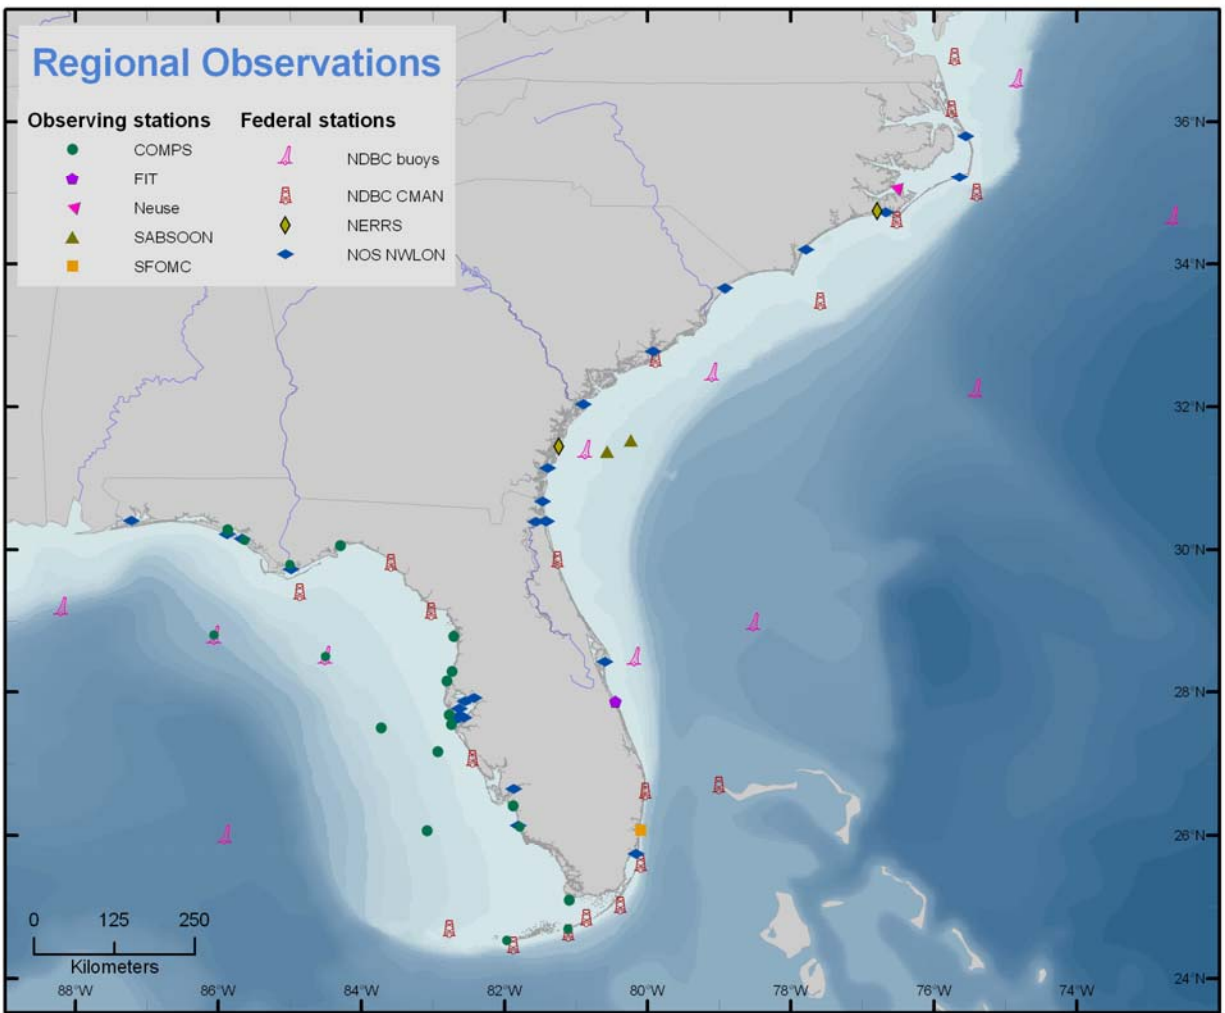 Regional Observations
Observing stations
COMPS
FIT
Neuse
SABSOON
SFOMC
Federal stations
NDBC buoys
NDBC CMAN
NERRS
NOS NWLON
36°N
34°N
32°N
30°N
28°N
26°N
24°N
0 125 250
Kilometers
88°W 86°W 84°W 82°W 80°W 78°W 76°W 74°W